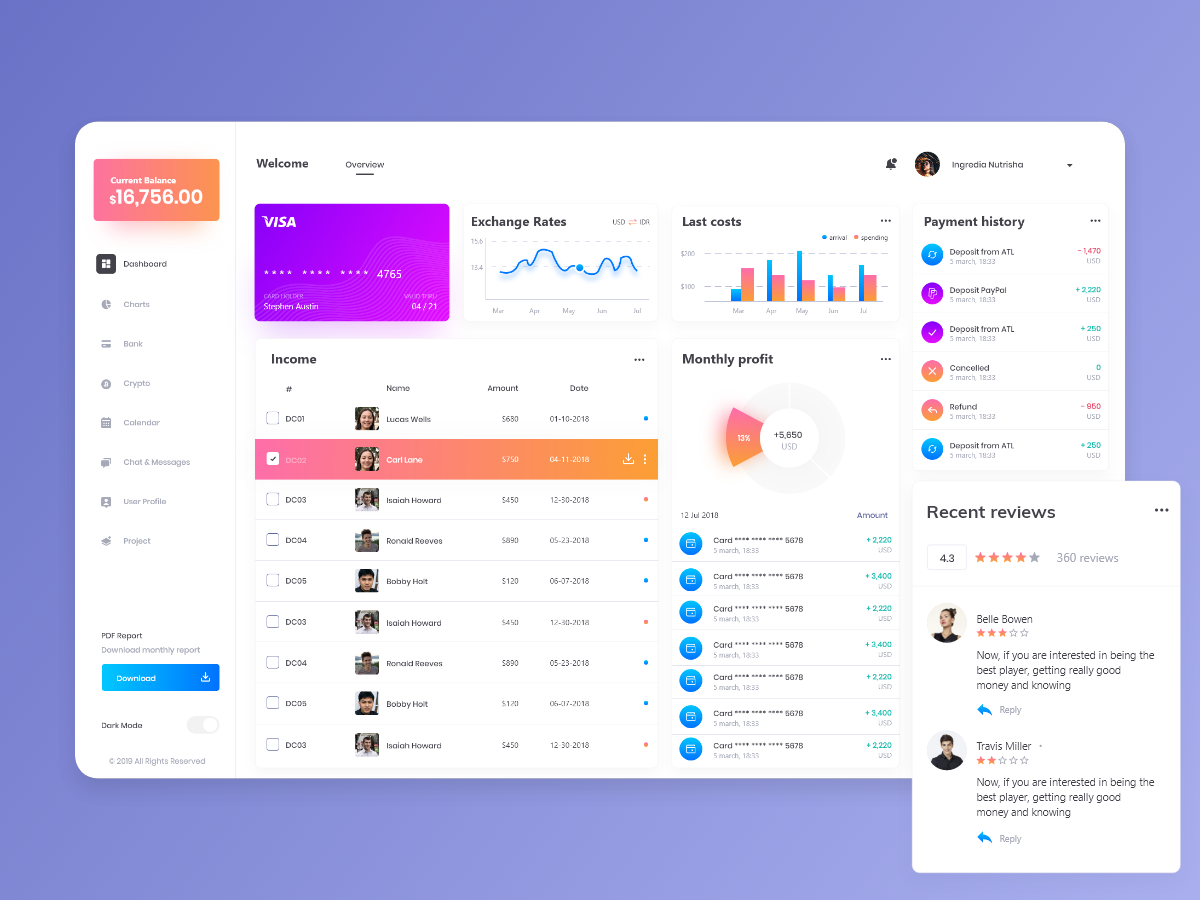 Current Balance
$16,756.00
Dashboard
Charts
Bank
Crypto
Calendar
Chat & Messages
User Profile
Project
PDF Report
Download monthly report
Download
Dark Mode
© 2019 All Rights Reserved
Welcome
Overview
Ingredia Nutrisha
VISA
**** **** **** 4765
CARD HOLDER
VALID THRU
Stephen Austin
04 / 21
Exchange Rates
USD ⇌ IDR
15.6
13.4
Mar Apr May Jun Jul
Last costs
arrival spending
$200
$100
Mar Apr May Jun Jul
Payment history
Deposit from ATL - 1,470
5 march, 18:33 USD
Deposit PayPal + 2,220
5 march, 18:33 USD
Deposit from ATL + 250
5 march, 18:33 USD
Cancelled 0
5 march, 18:33 USD
Refund - 950
5 march, 18:33 USD
Deposit from ATL + 250
5 march, 18:33 USD
Income
# Name Amount Date
DC01 Lucas Wells $680 01-10-2018
DC02 Carl Lane $750 04-11-2018
DC03 Isaiah Howard $450 12-30-2018
DC04 Ronald Reeves $890 05-23-2018
DC05 Bobby Holt $120 06-07-2018
DC03 Isaiah Howard $450 12-30-2018
DC04 Ronald Reeves $890 05-23-2018
DC05 Bobby Holt $120 06-07-2018
DC03 Isaiah Howard $450 12-30-2018
Monthly profit
13%
+5,650
USD
12 Jul 2018 Amount
Card **** **** **** 5678 + 2,220
5 march, 18:33 USD
Card **** **** **** 5678 + 3,400
5 march, 18:33 USD
Card **** **** **** 5678 + 2,220
5 march, 18:33 USD
Card **** **** **** 5678 + 3,400
5 march, 18:33 USD
Card **** **** **** 5678 + 2,220
5 march, 18:33 USD
Card **** **** **** 5678 + 3,400
5 march, 18:33 USD
Card **** **** **** 5678 + 2,220
5 march, 18:33 USD
Recent reviews
4.3 360 reviews
Belle Bowen
Now, if you are interested in being the
best player, getting really good
money and knowing
Reply
Travis Miller
Now, if you are interested in being the
best player, getting really good
money and knowing
Reply